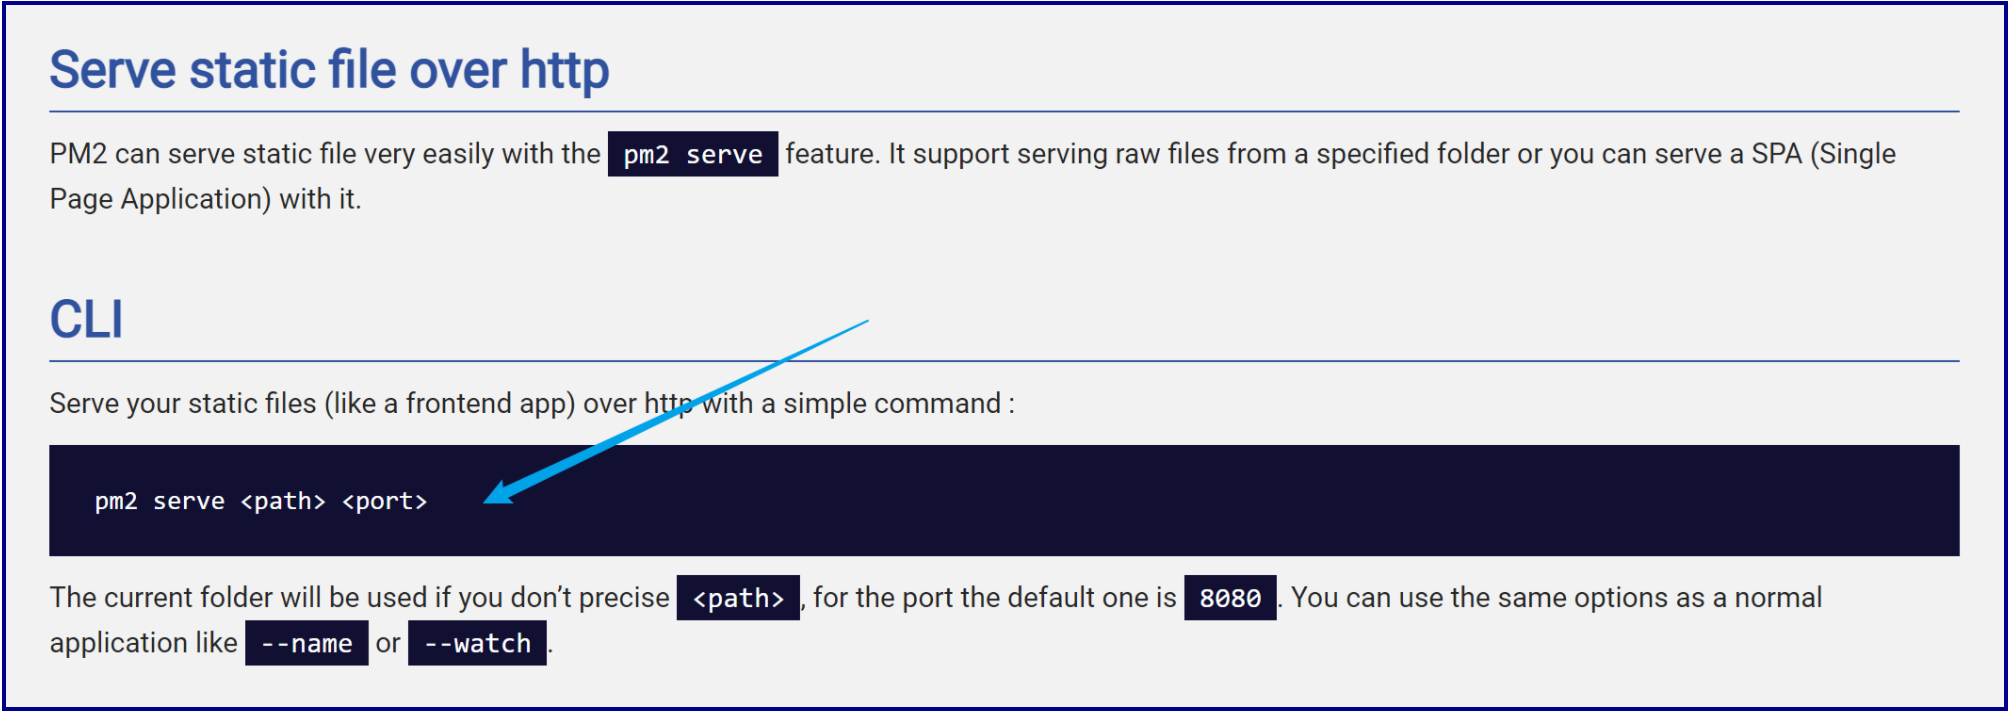 Serve static file over http
PM2 can serve static file very easily with the pm2 serve feature. It support serving raw files from a specified folder or you can serve a SPA (Single
Page Application) with it.
CLI
Serve your static files (like a frontend app) over http with a simple command :
pm2 serve <path> <port>
The current folder will be used if you don’t precise <path>, for the port the default one is 8080. You can use the same options as a normal
application like --name or --watch.